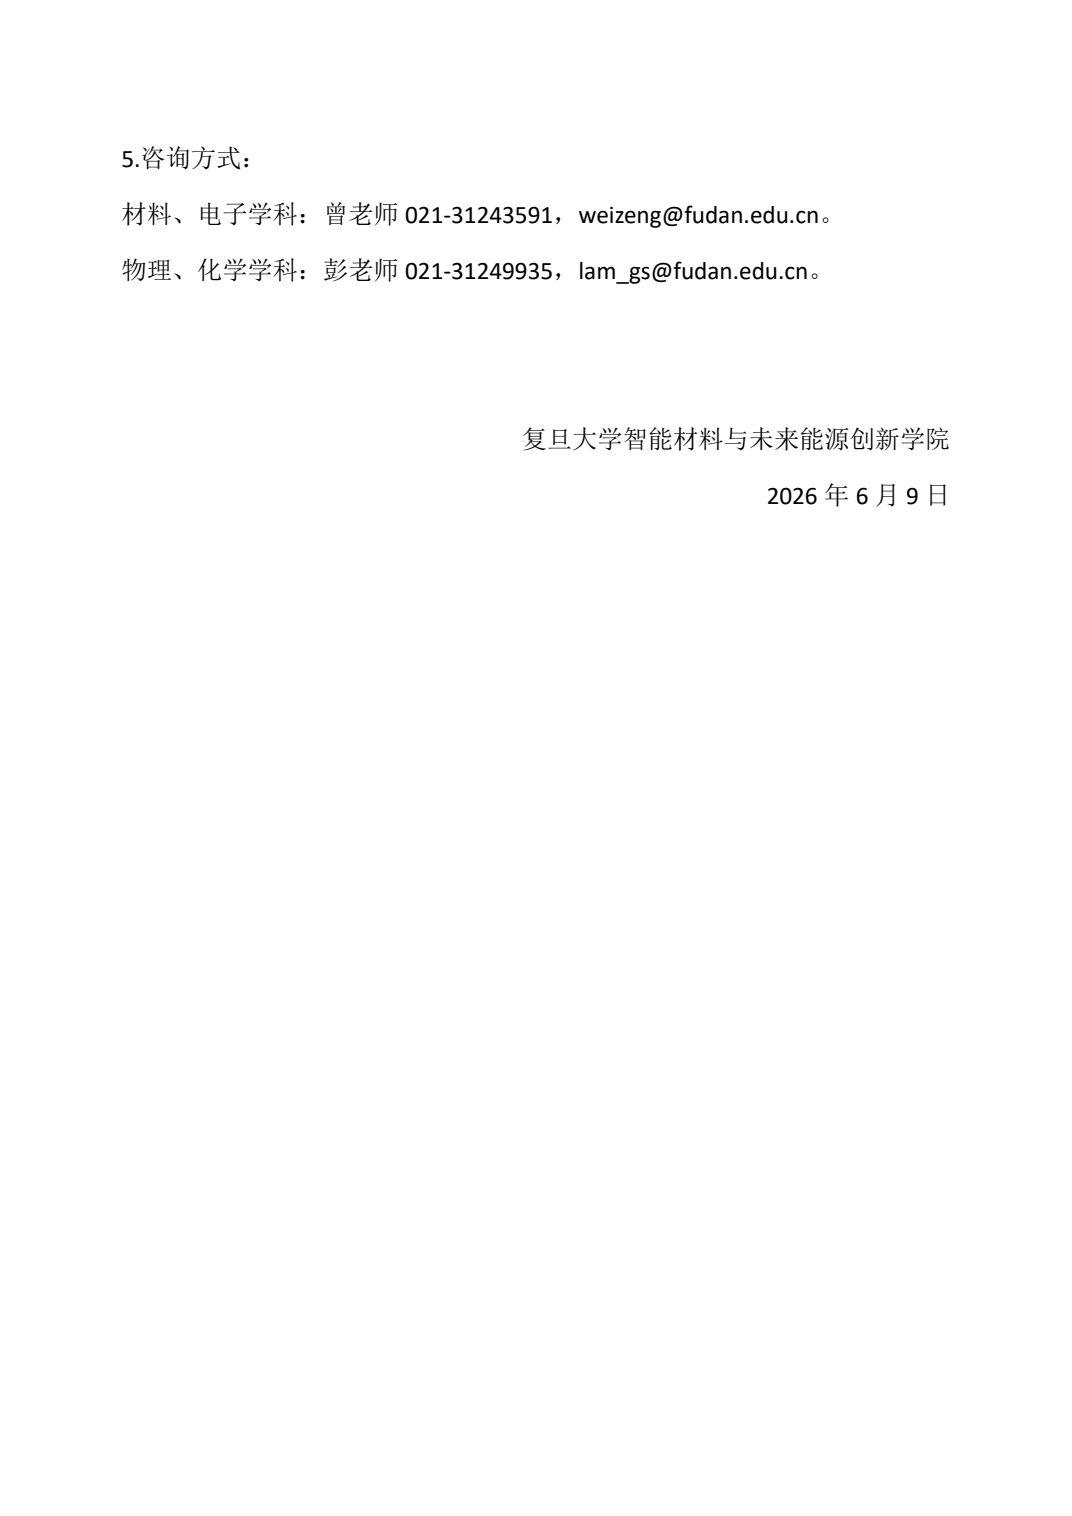 5.咨询方式：
材料、电子学科：曾老师 021-31243591，weizeng@fudan.edu.cn。
物理、化学学科：彭老师 021-31249935，lam_gs@fudan.edu.cn。
复旦大学智能材料与未来能源创新学院
2026 年 6 月 9 日